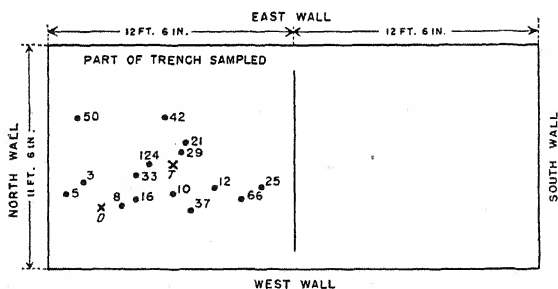 EAST WALL
12 FT. 6 IN. 12 FT. 6 IN.
PART OF TRENCH SAMPLED
NORTH WALL
11 FT. 6 IN.
SOUTH WALL
50 42
21
29
124
T
3 33
5 8 16 10 12 25
D 37 66
WEST WALL